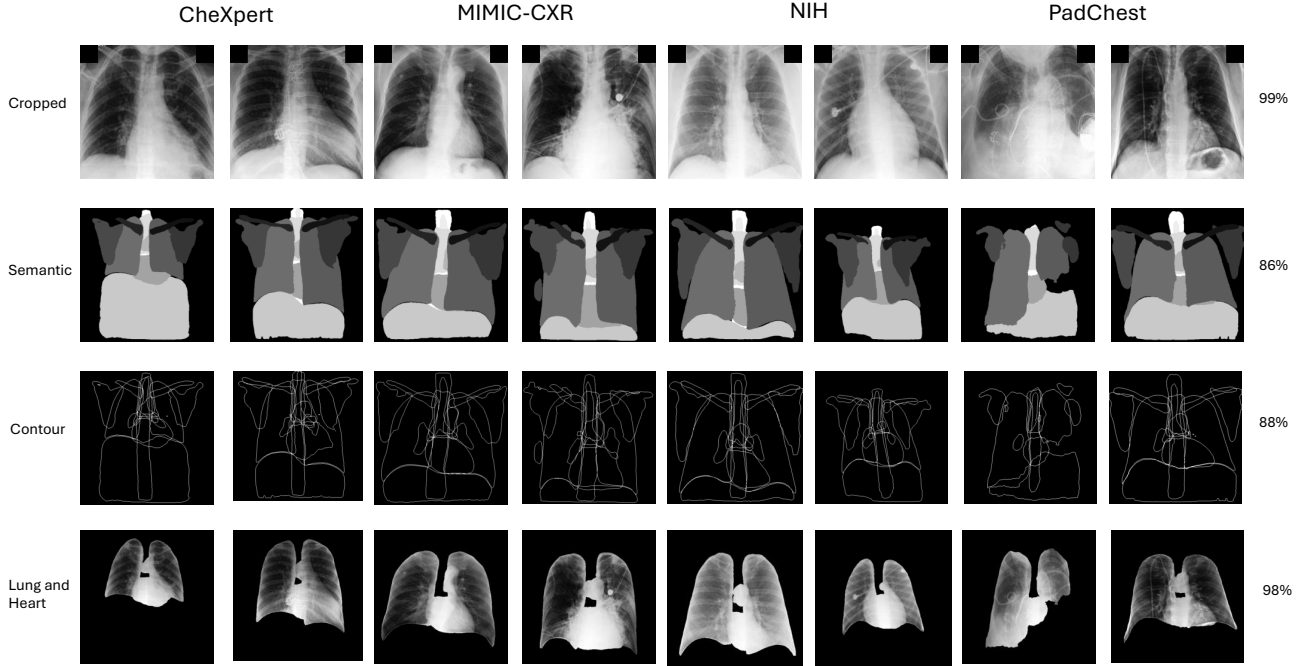 CheXpert MIMIC-CXR NIH PadChest
Cropped 99%
Semantic 86%
Contour 88%
Lung and
Heart 98%